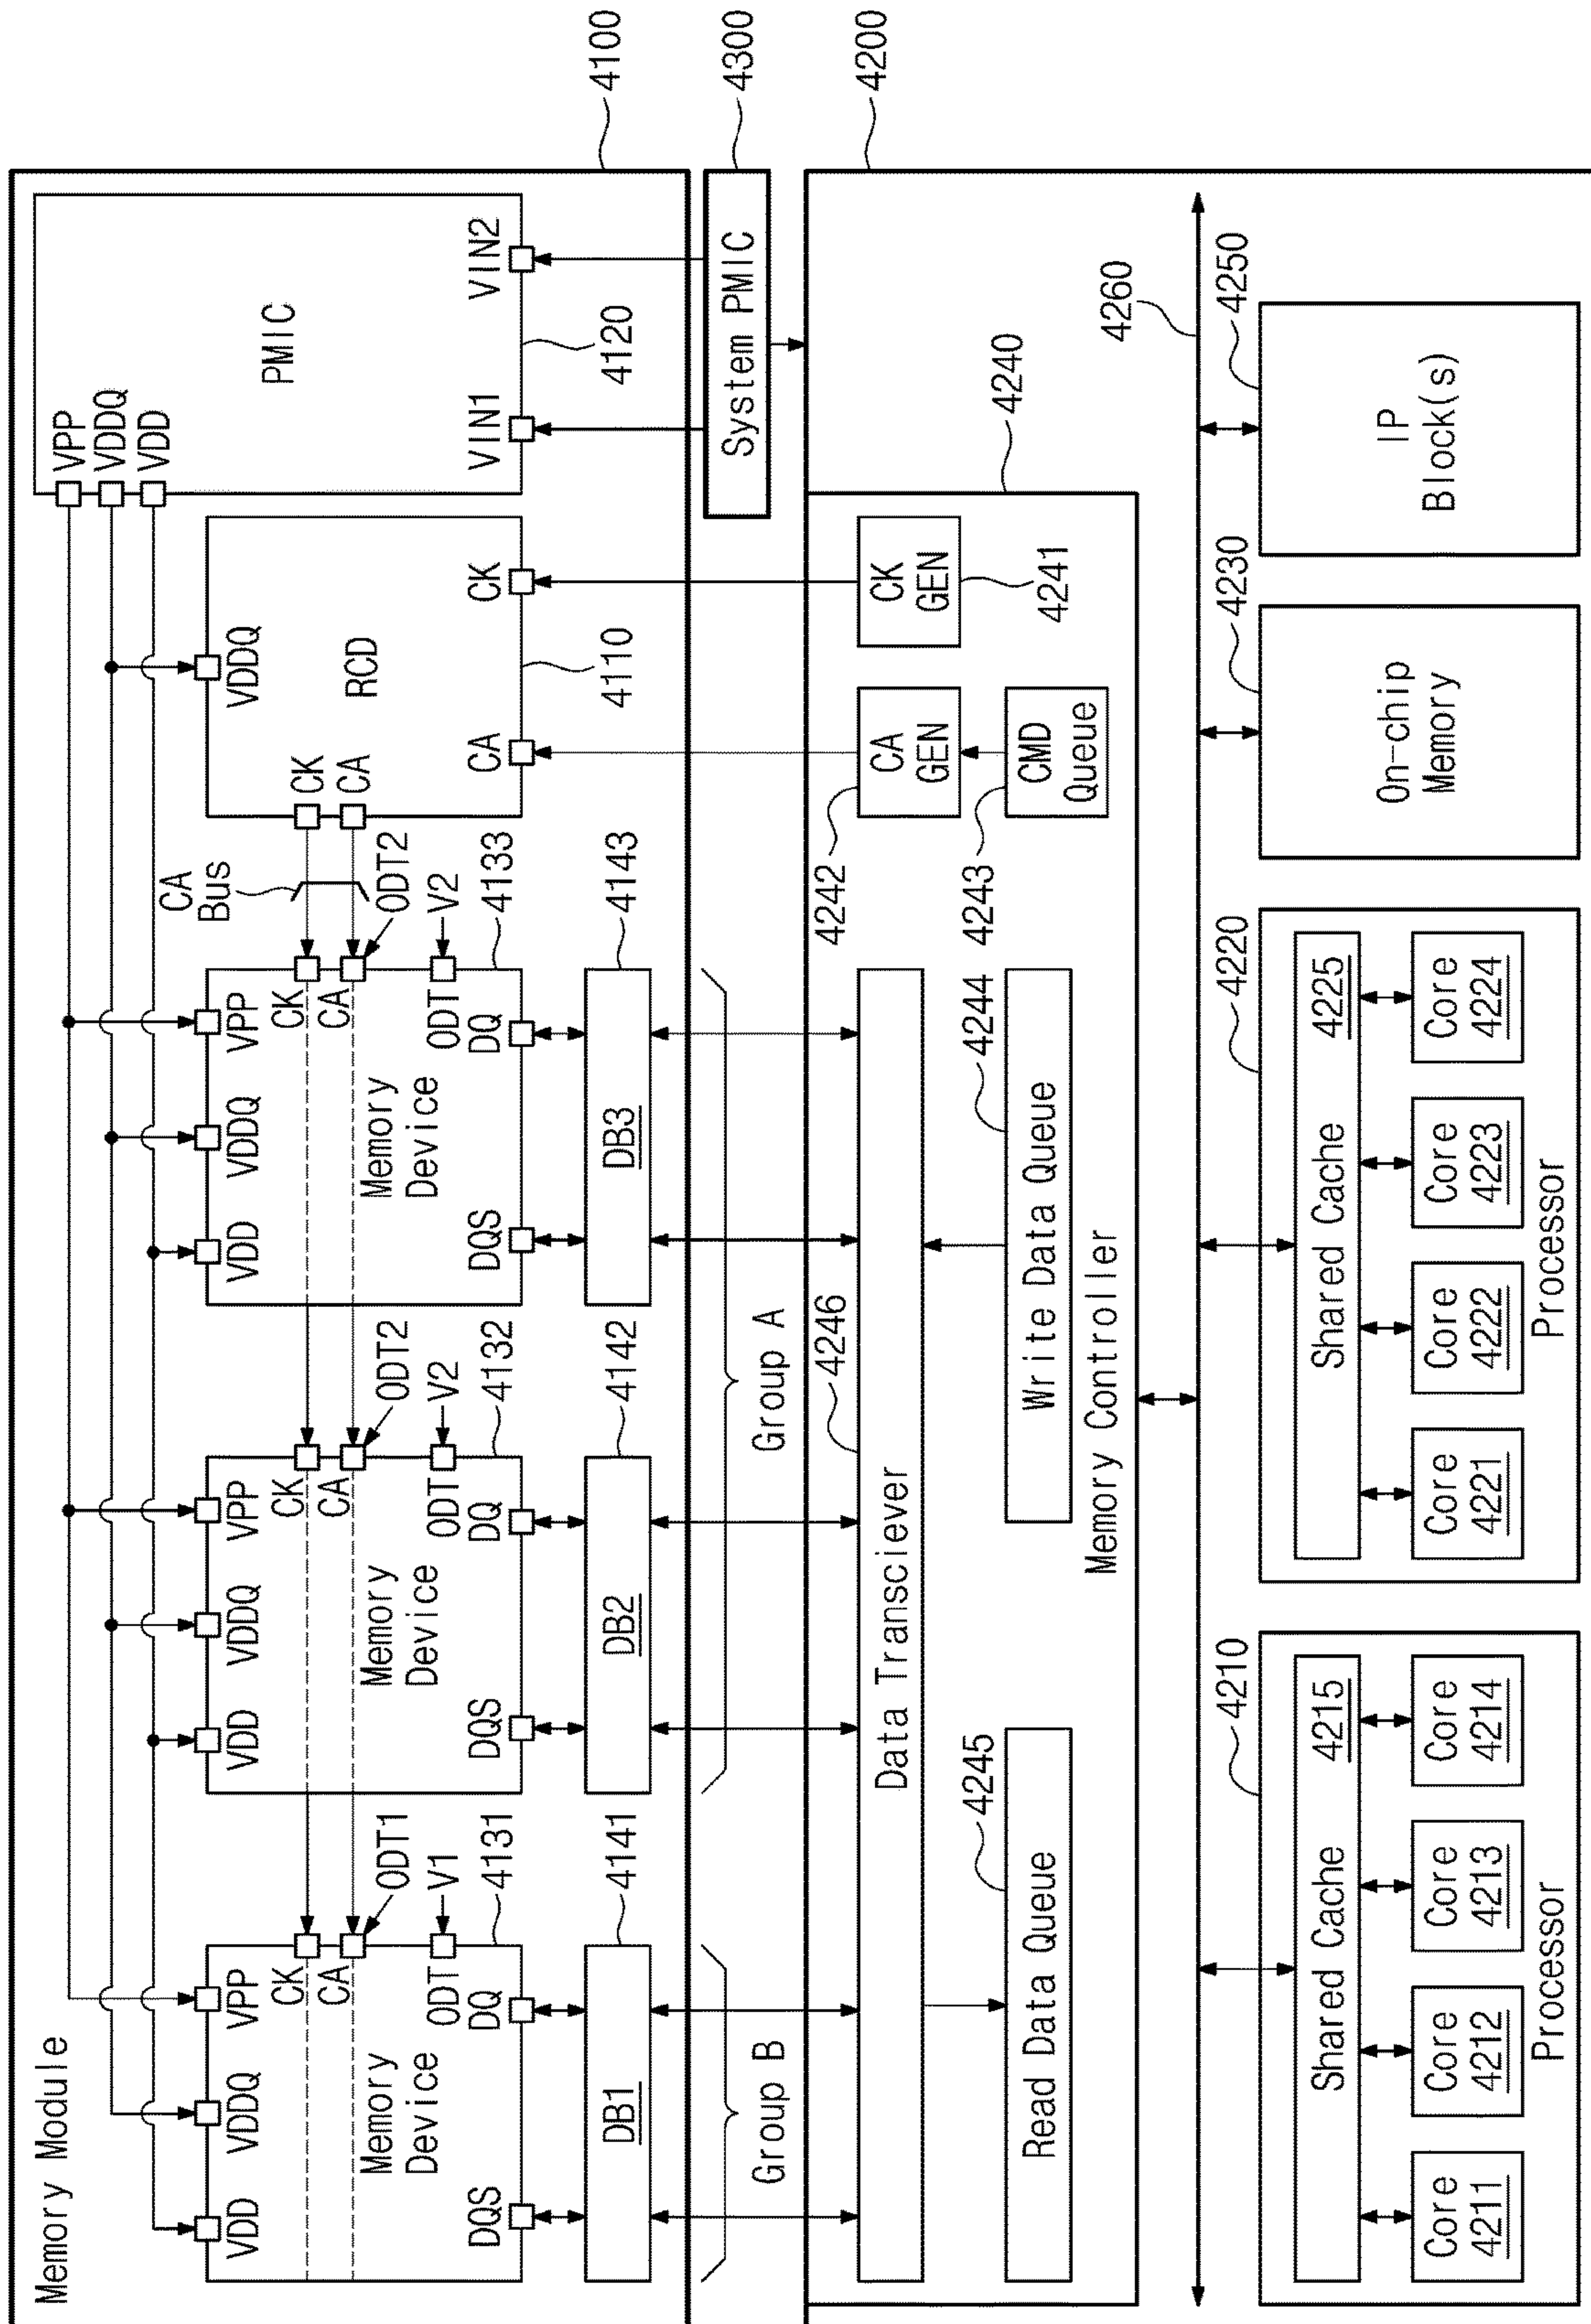 Memory Module
4100
VPP
VDDQ
VDD
PMIC
VIN1
VIN2
4120
VDDQ
RCD
CK
CA
CA
CK
4110
CA
Bus
VDD
VDDQ
VPP
CK
CA
Memory
Device
ODT
DQS
DQ
ODT1
V1
4131
VDD
VDDQ
VPP
CK
CA
Memory
Device
ODT
DQS
DQ
ODT2
V2
4132
VDD
VDDQ
VPP
CK
CA
Memory
Device
ODT
DQS
DQ
ODT2
V2
4133
DB1
4141
DB2
4142
DB3
4143
Group B
Group A
System PMIC
4300
4200
Data Transciever
4246
CA
GEN
4242
CK
GEN
4241
4240
Read Data Queue
4245
Write Data Queue
4244
CMD
Queue
4243
Memory Controller
4260
4210
Shared Cache
4215
Core
4211
Core
4212
Core
4213
Core
4214
Processor
4220
Shared Cache
4225
Core
4221
Core
4222
Core
4223
Core
4224
Processor
4230
On-chip
Memory
4250
IP
Block(s)